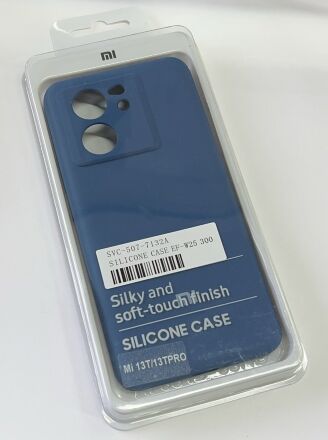 mi
SVC-507-7132A
SILICONE CASE EF-W25 300
Silky and
soft-touch finish
SILICONE CASE
Mi 13T/13TPRO